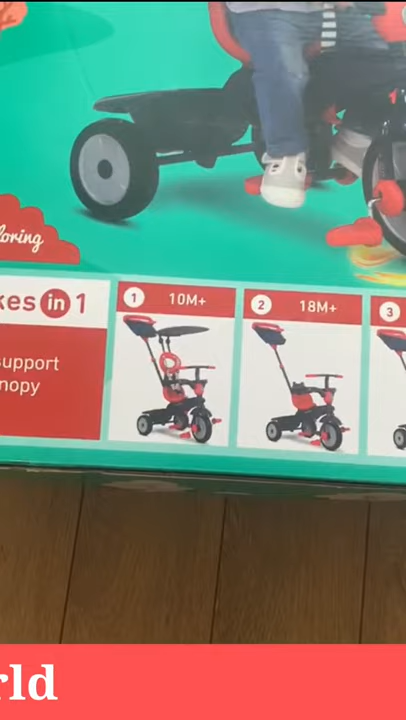 loring
kes in 1
support
nopy
1 10M+
2 18M+
3
rld